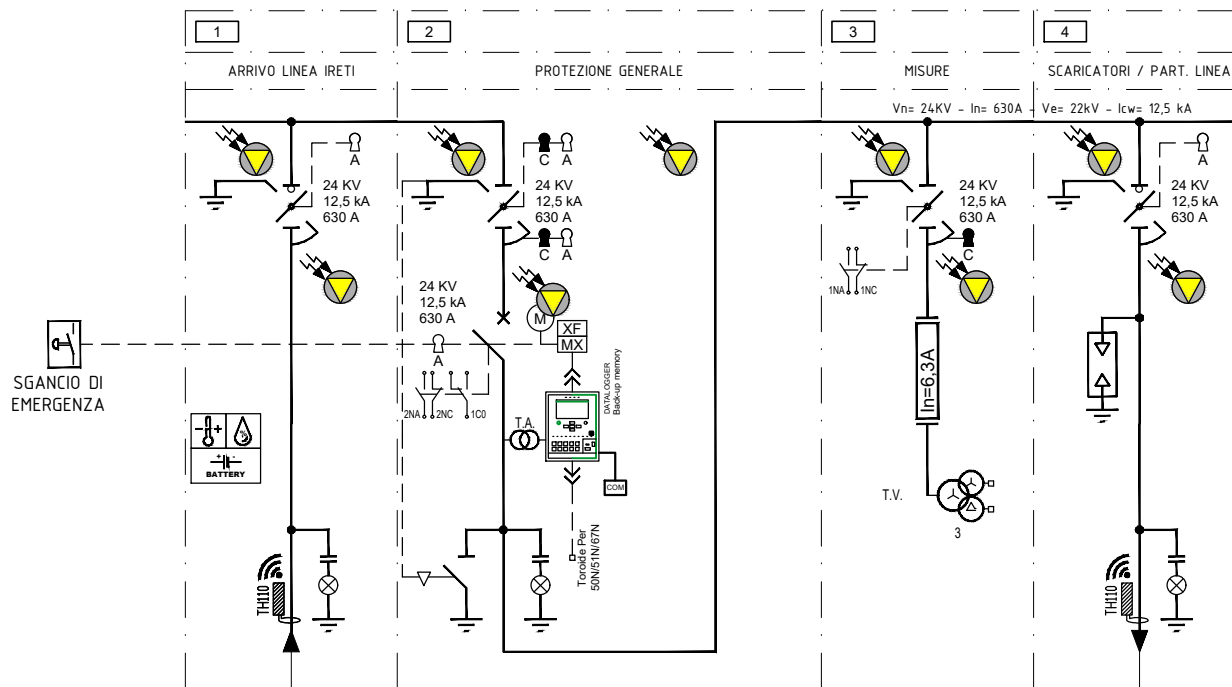 1
2
3
4
ARRIVO LINEA IRETI
PROTEZIONE GENERALE
MISURE
SCARICATORI / PART. LINEA
Vn= 24KV - In= 630A - Ve= 22kV - Icw= 12,5 kA
A
24 KV
12,5 kA
630 A
SGANCIO DI
EMERGENZA
- +
%
+ -
BATTERY
TH110
C A
24 KV
12,5 kA
630 A
C A
24 KV
12,5 kA
630 A
A
M
XF
MX
2NA 2NC 1C0
T.A.
DATALOGGER
Back-up memory
COM
Toroide Per
50N/51N/67N
24 KV
12,5 kA
630 A
C
1NA 1NC
In=6,3A
T.V.
3
A
24 KV
12,5 kA
630 A
TH110